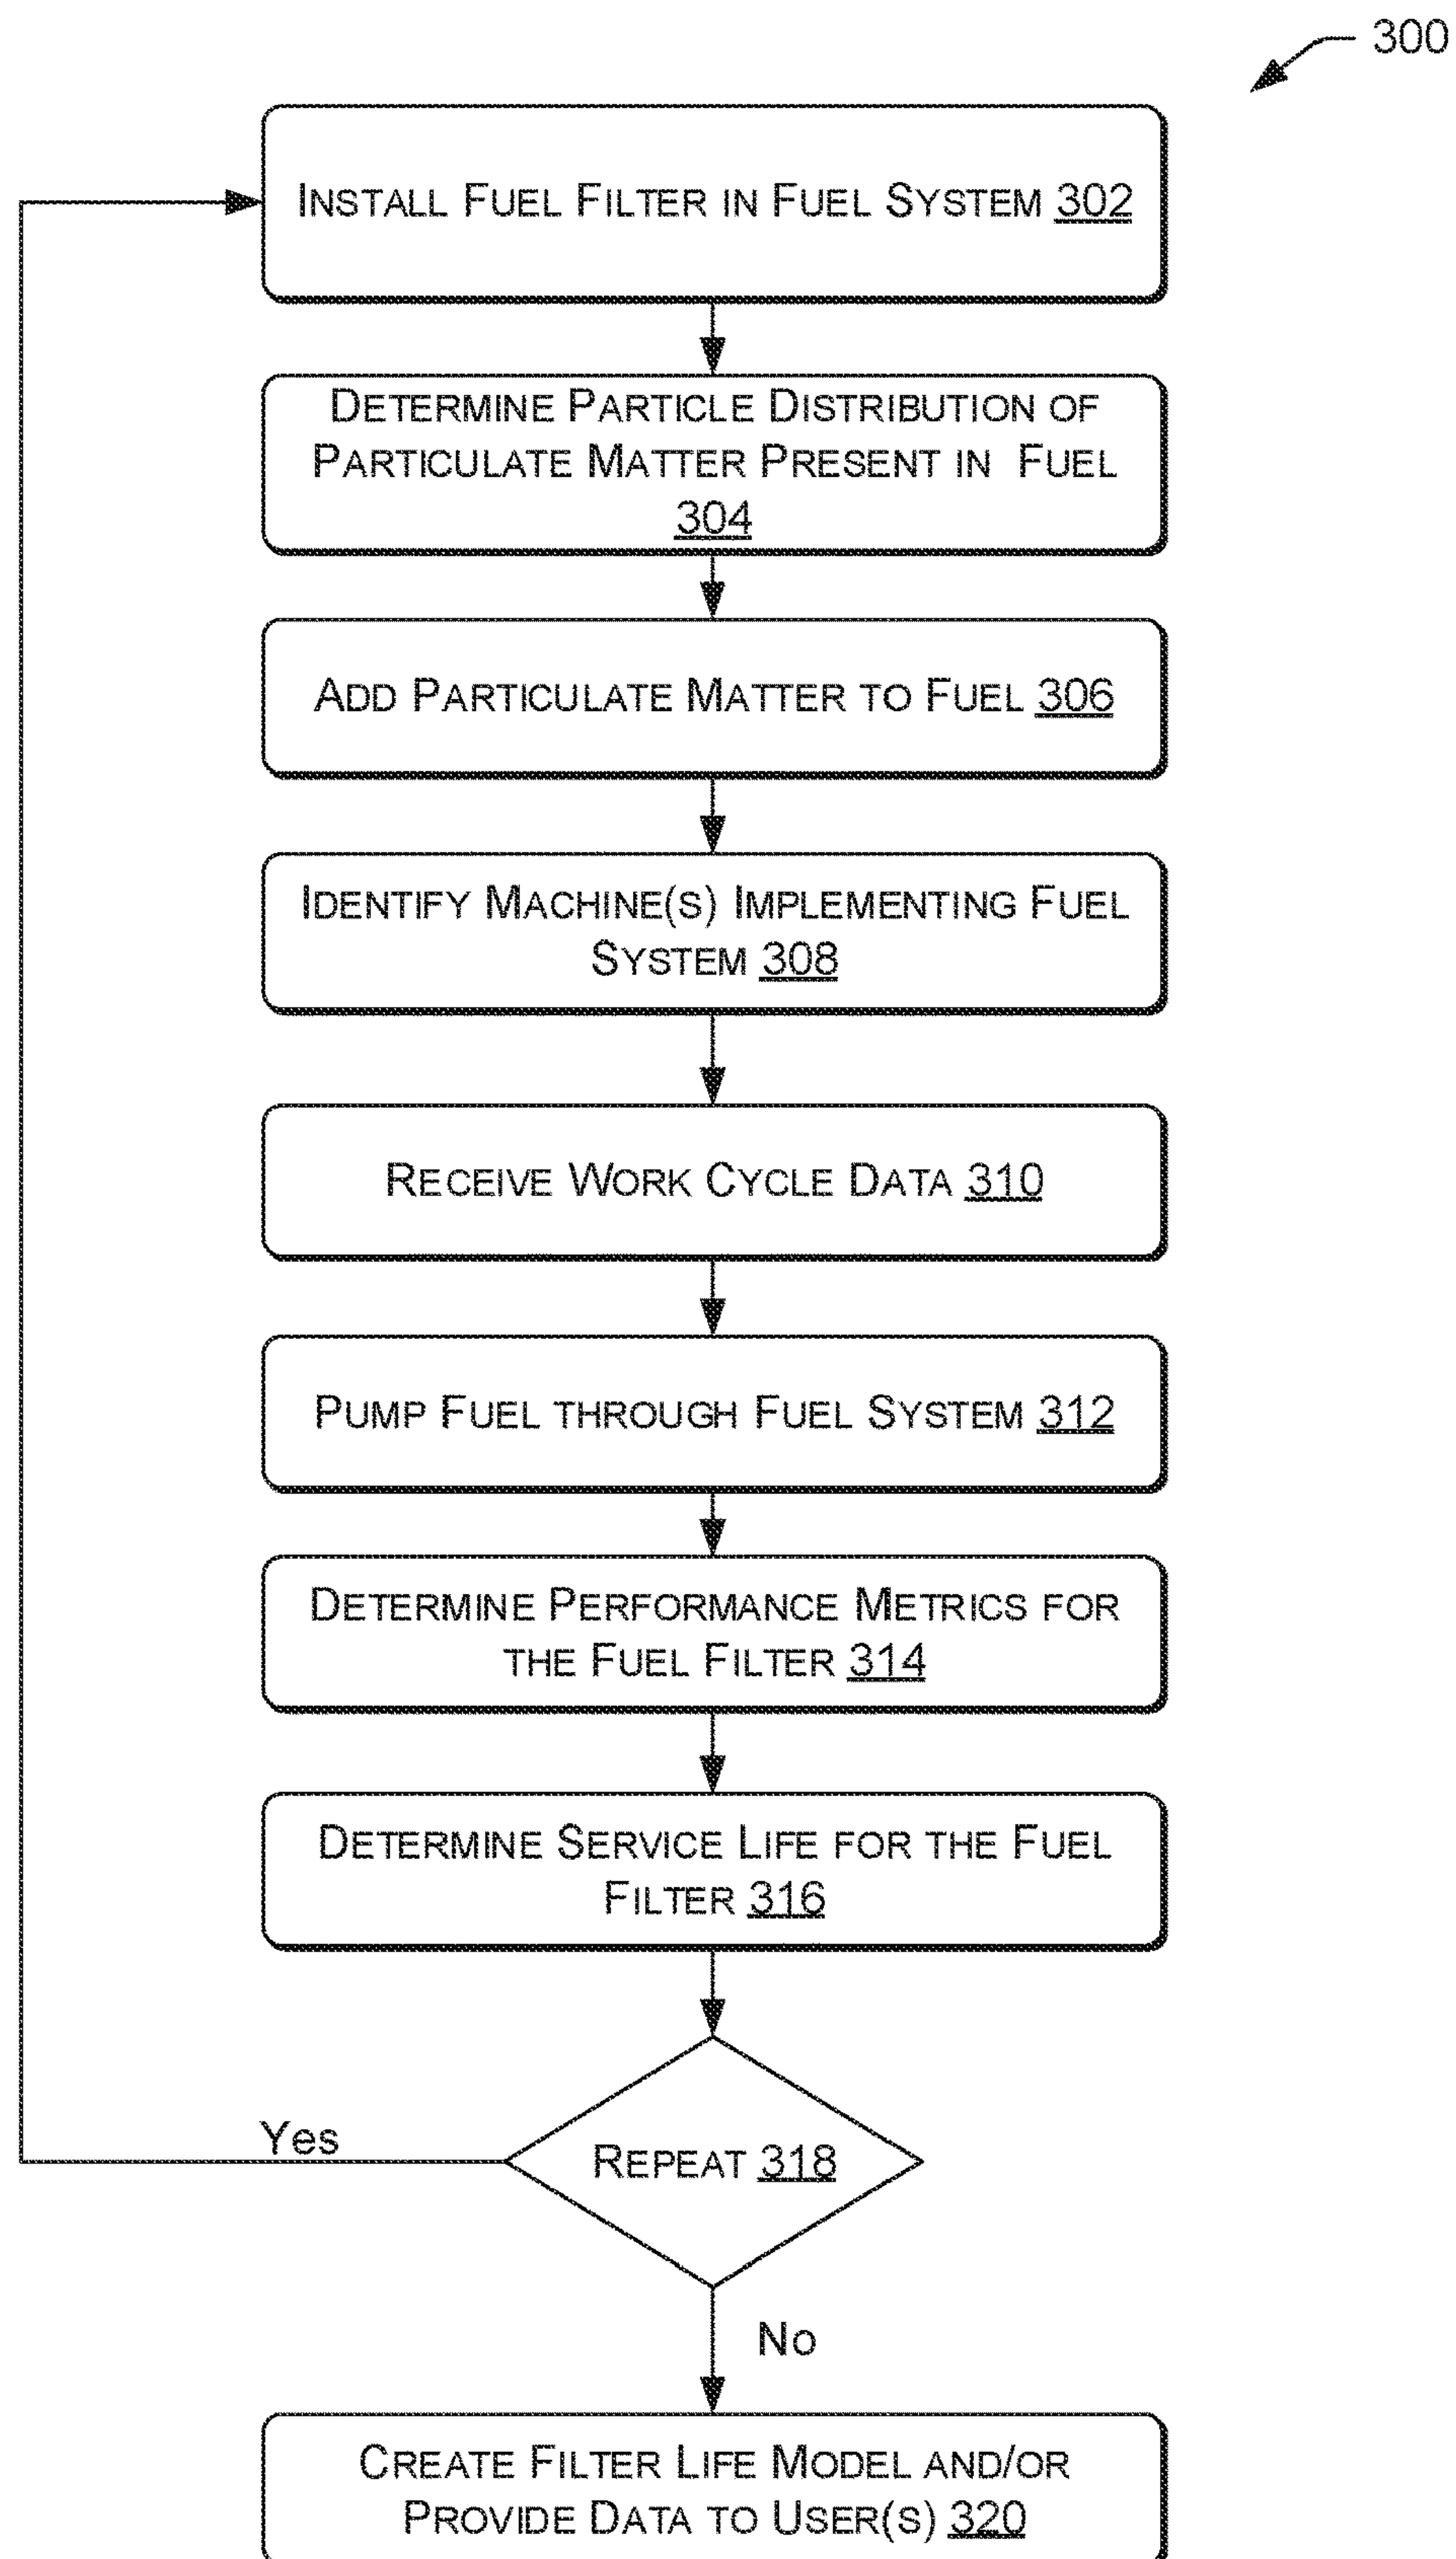 300
INSTALL FUEL FILTER IN FUEL SYSTEM 302
DETERMINE PARTICLE DISTRIBUTION OF
PARTICULATE MATTER PRESENT IN FUEL
304
ADD PARTICULATE MATTER TO FUEL 306
IDENTIFY MACHINE(S) IMPLEMENTING FUEL
SYSTEM 308
RECEIVE WORK CYCLE DATA 310
PUMP FUEL THROUGH FUEL SYSTEM 312
DETERMINE PERFORMANCE METRICS FOR
THE FUEL FILTER 314
DETERMINE SERVICE LIFE FOR THE FUEL
FILTER 316
Yes
REPEAT 318
No
CREATE FILTER LIFE MODEL AND/OR
PROVIDE DATA TO USER(S) 320